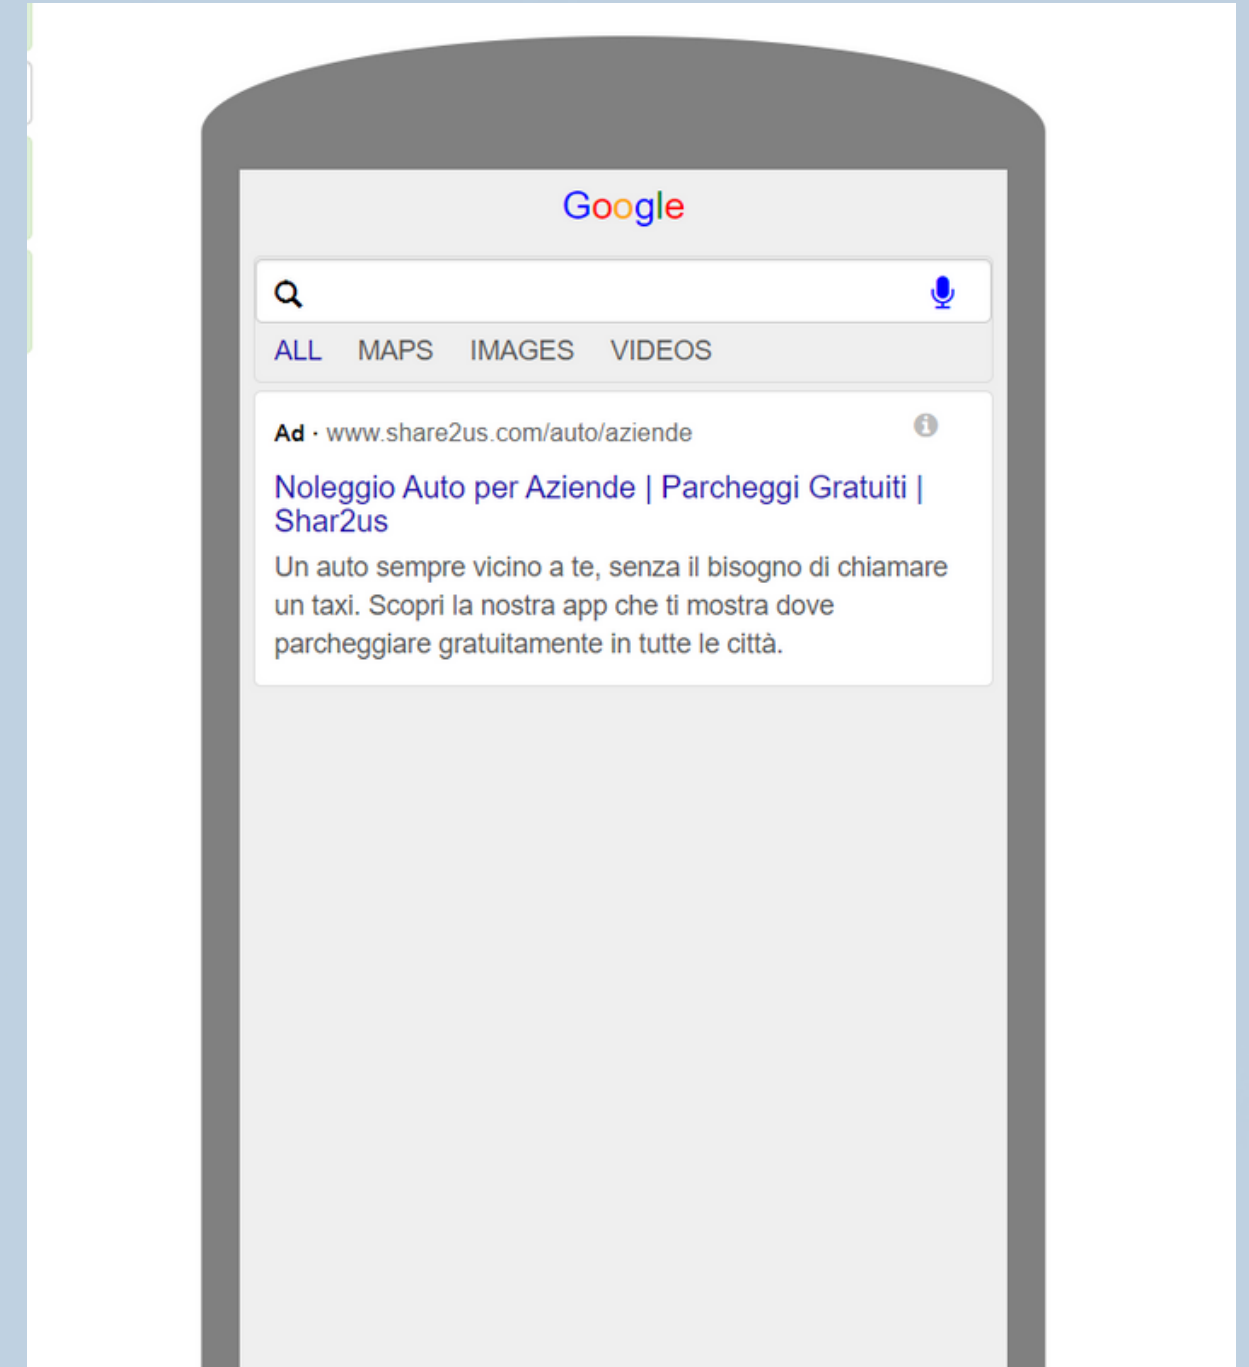 Google
ALL MAPS IMAGES VIDEOS
Ad · www.share2us.com/auto/aziende
Noleggio Auto per Aziende | Parcheggi Gratuiti |
Shar2us
Un auto sempre vicino a te, senza il bisogno di chiamare
un taxi. Scopri la nostra app che ti mostra dove
parcheggiare gratuitamente in tutte le città.